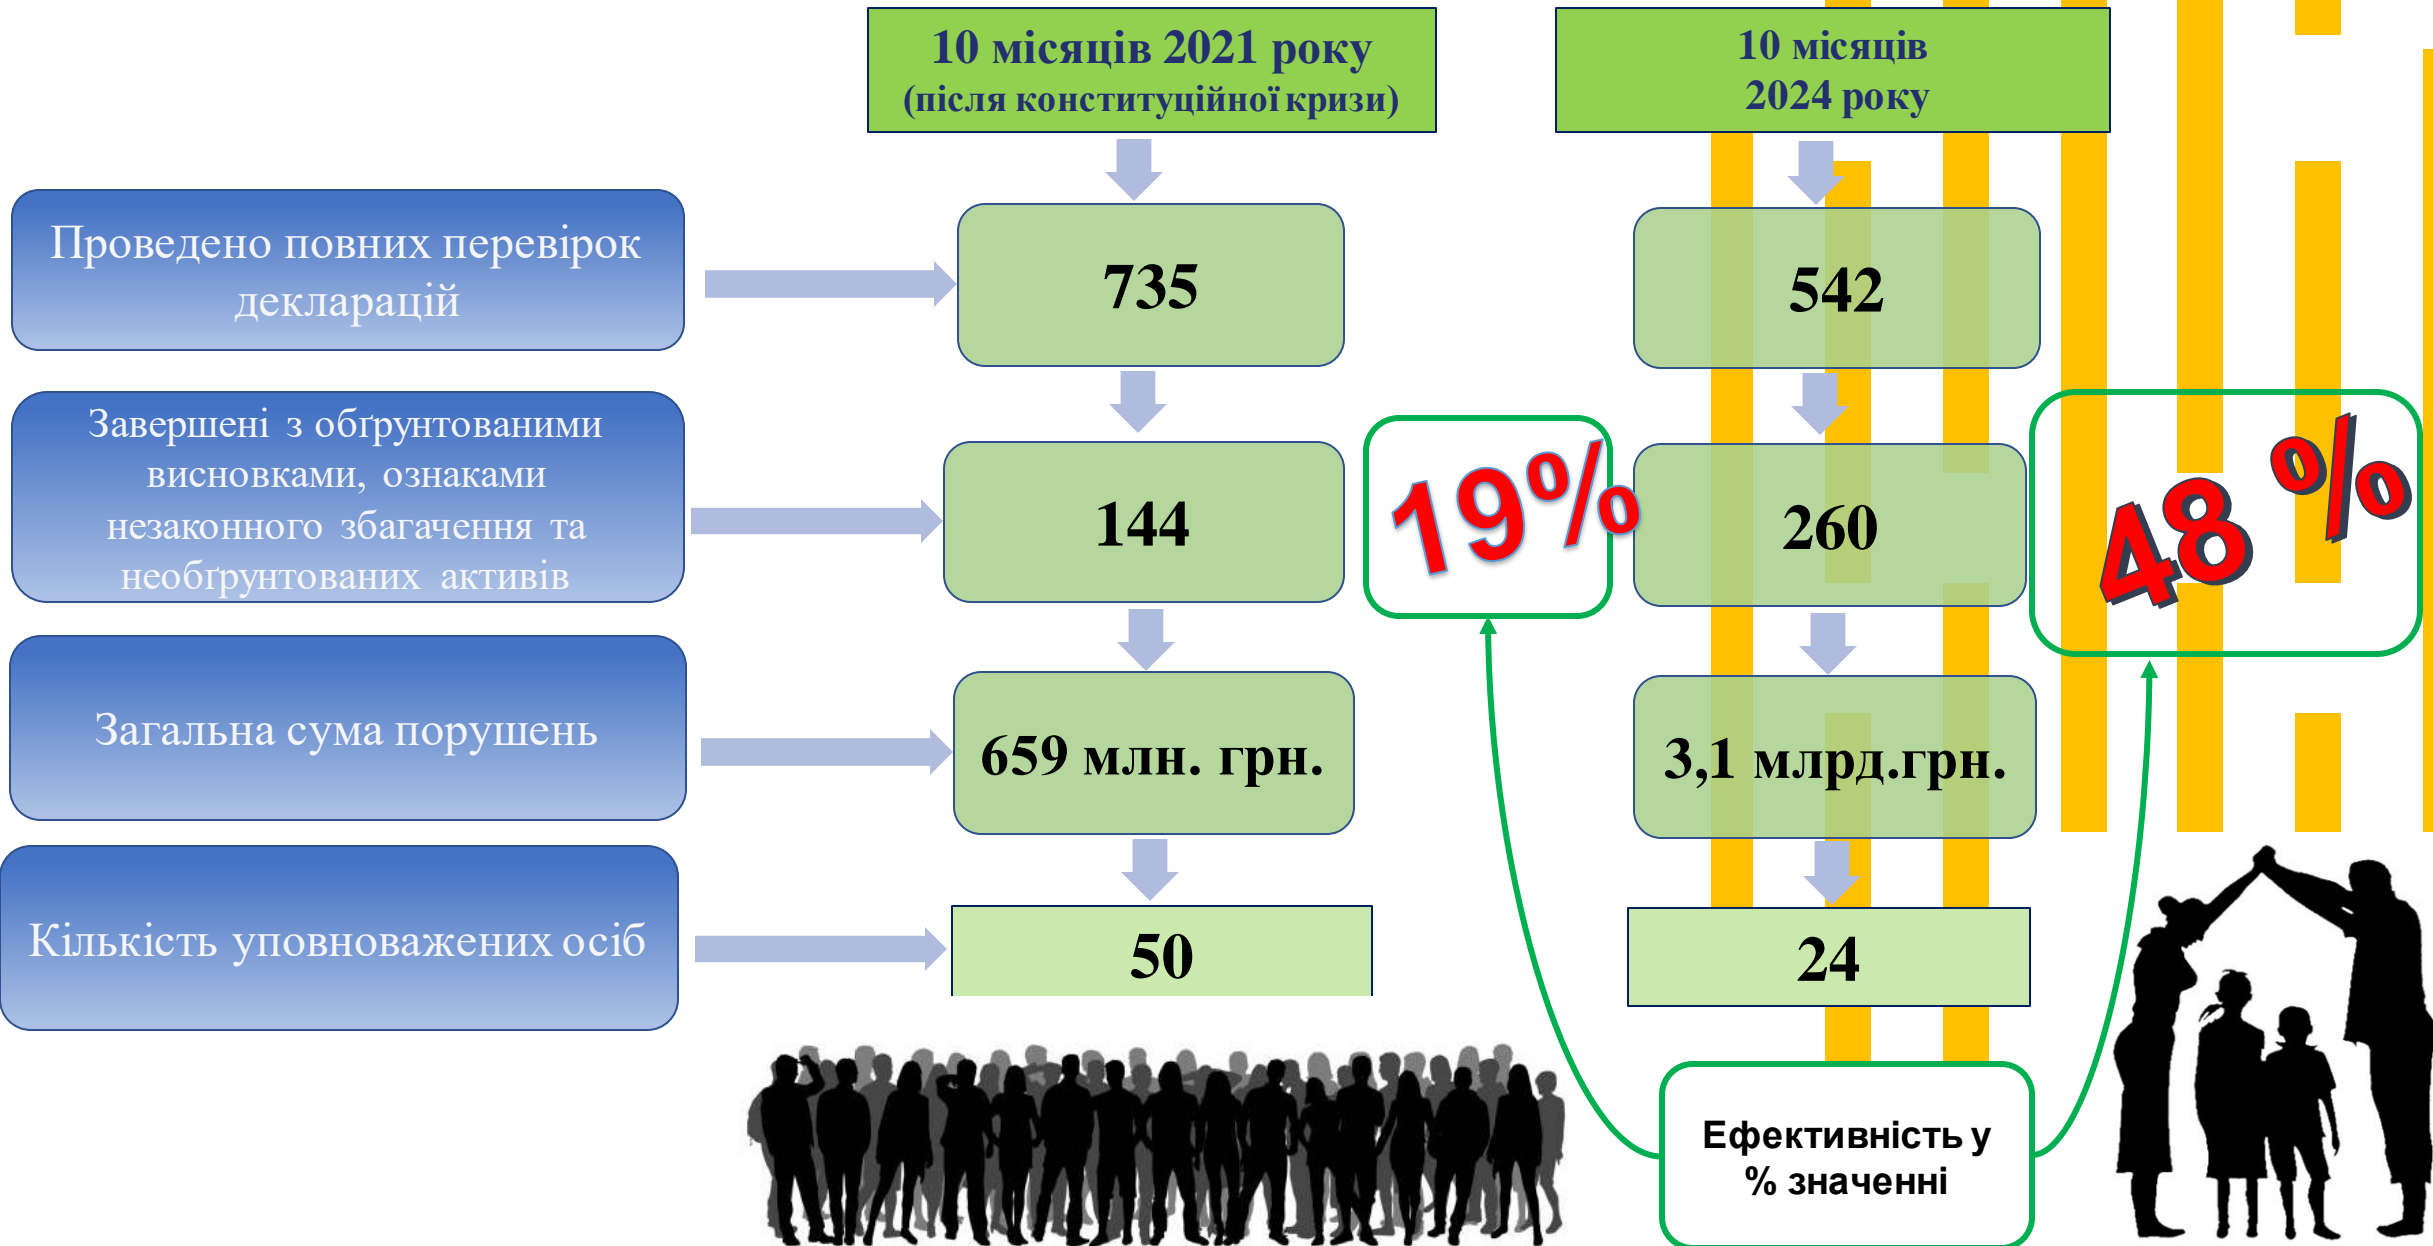 10 місяців 2021 року
(після конституційної кризи)
10 місяців
2024 року
Проведено повних перевірок
декларацій
735
542
Завершені з обґрунтованими
висновками, ознаками
незаконного збагачення та
необґрунтованих активів
144
19%
260
48 %
Загальна сума порушень
659 млн. грн.
3,1 млрд.грн.
Кількість уповноважених осіб
50
24
Ефективність у
% значенні